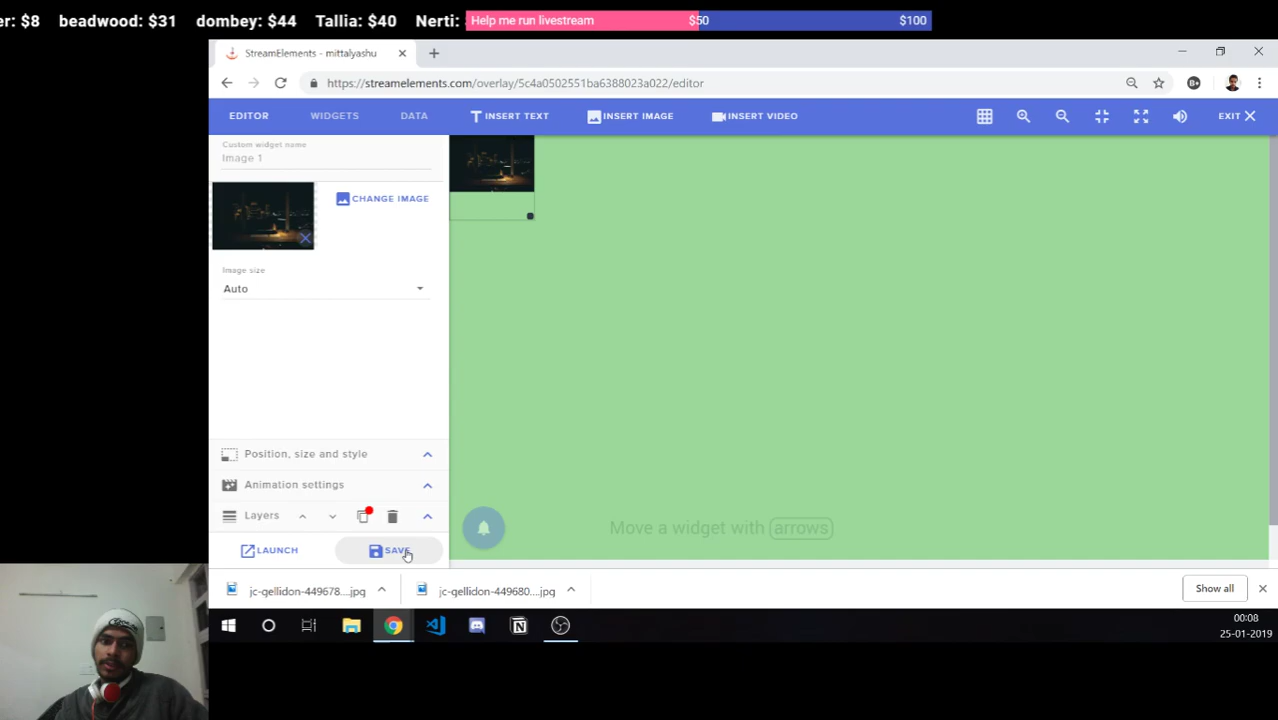 er: $8 beadwood: $31 dombey: $44 Tallia: $40 Nerti:
Help me run livestream $50 $100
StreamElements - mittalyashu
https://streamelements.com/overlay/5c4a0502551ba6388023a022/editor
EDITOR WIDGETS DATA INSERT TEXT INSERT IMAGE INSERT VIDEO EXIT
Custom widget name
Image 1
CHANGE IMAGE
Image size
Auto
Position, size and style
Animation settings
Layers
Move a widget with arrows
LAUNCH SAVE
jc-gellidon-449678....jpg jc-gellidon-449680....jpg Show all
00:08
25-01-2019